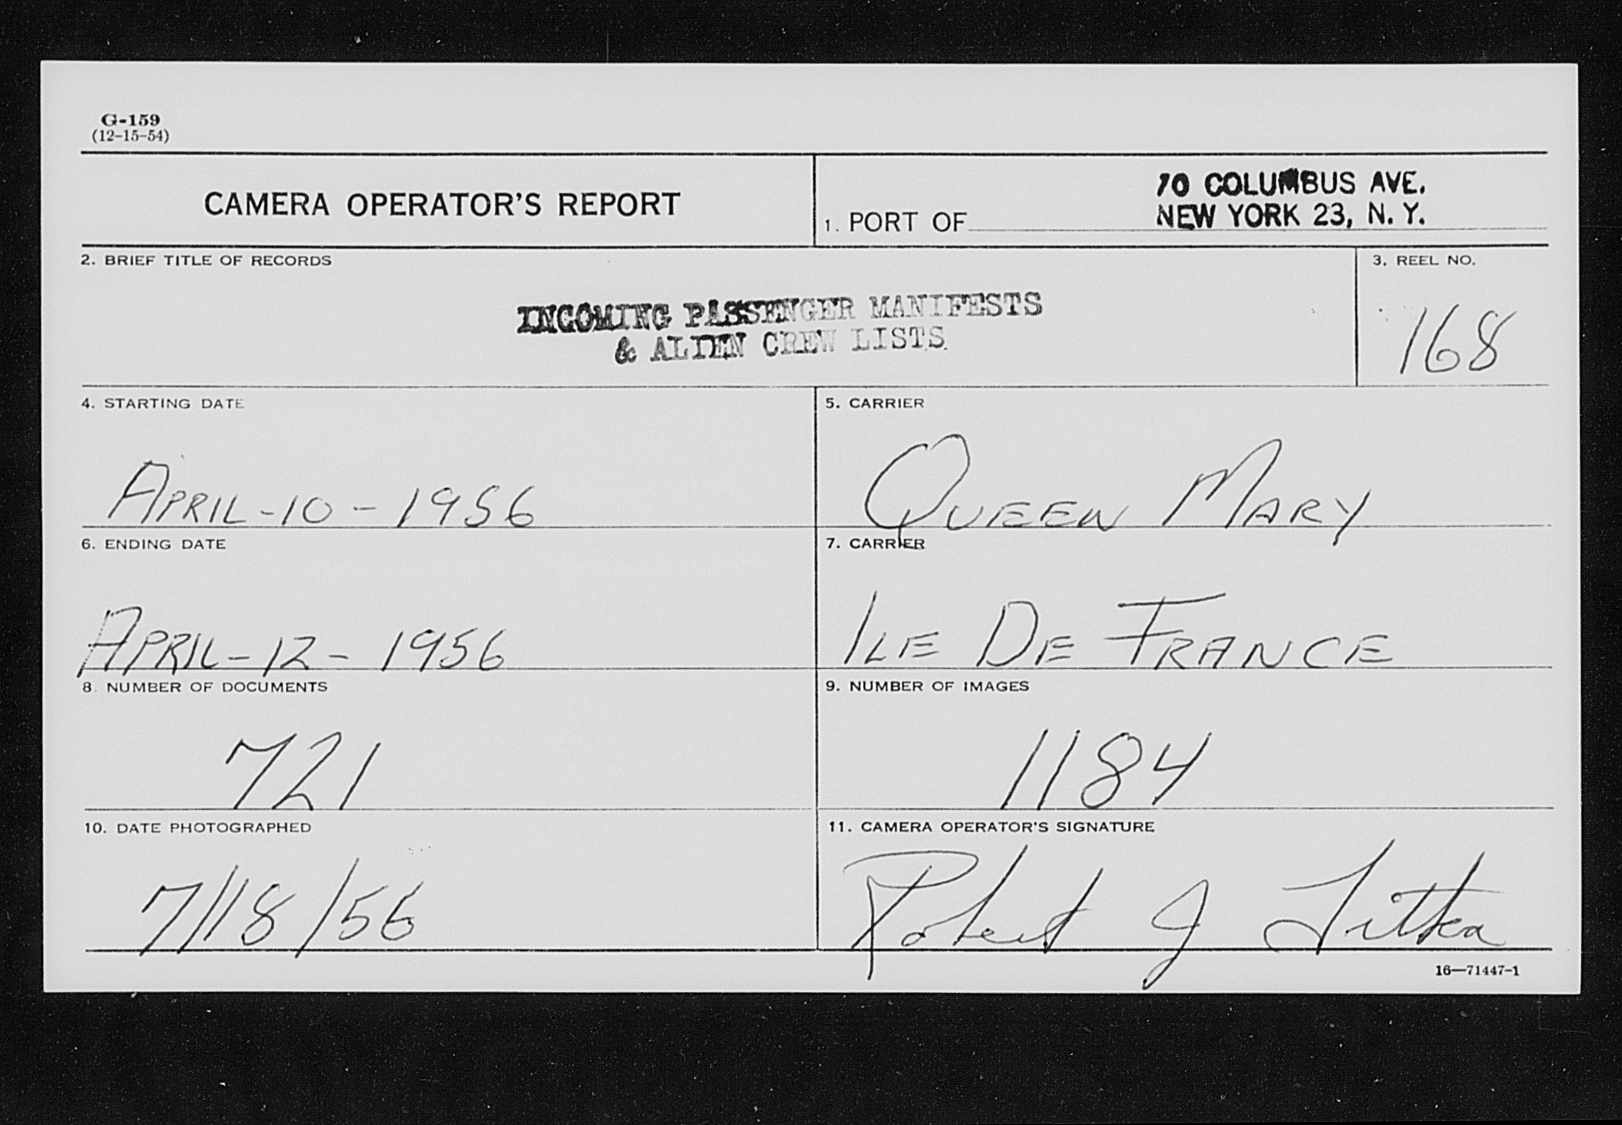 G-159
(12-15-54)
CAMERA OPERATOR'S REPORT
1. PORT OF
70 COLUMBUS AVE.
NEW YORK 23, N. Y.
2. BRIEF TITLE OF RECORDS
INCOMING PASSENGER MANIFESTS
& ALIEN CREW LISTS
3. REEL NO.
168
4. STARTING DATE
APRIL-10-1956
5. CARRIER
QUEEN MARY
6. ENDING DATE
APRIL-12-1956
7. CARRIER
ILE DE FRANCE
8. NUMBER OF DOCUMENTS
721
9. NUMBER OF IMAGES
1184
10. DATE PHOTOGRAPHED
7/18/56
11. CAMERA OPERATOR'S SIGNATURE
Robert J
16—71447-1